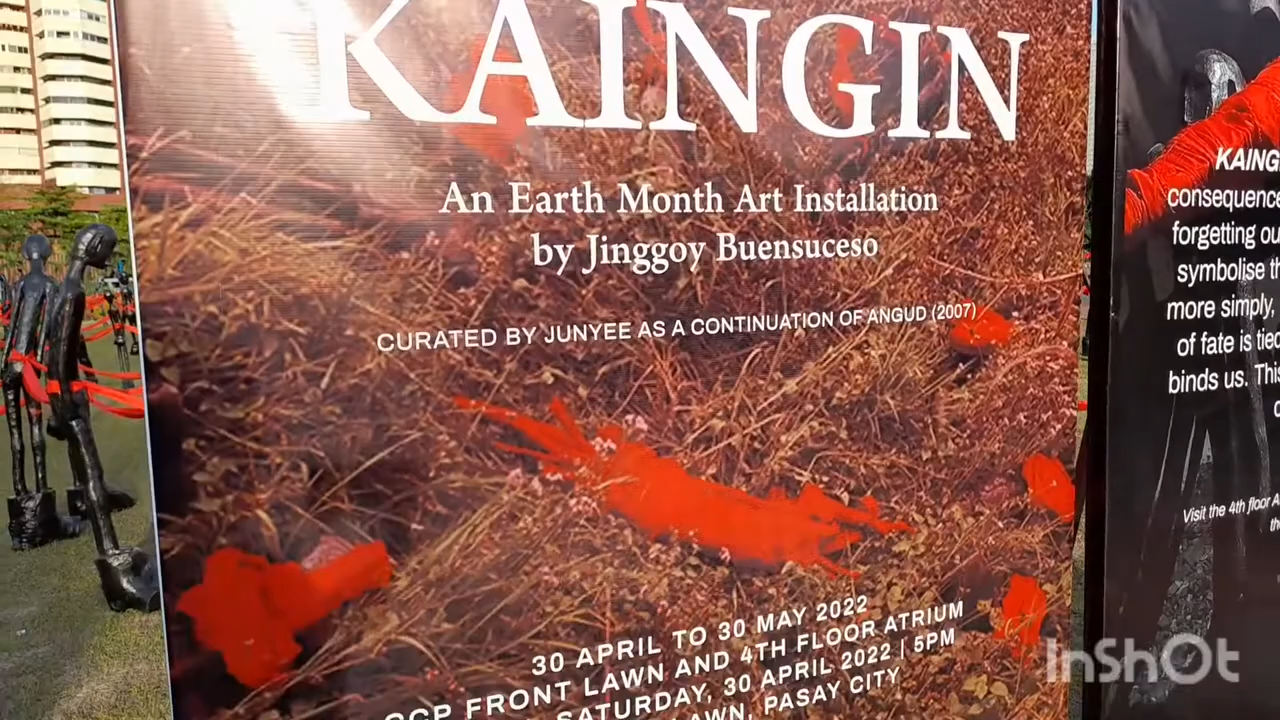 KAINGIN
An Earth Month Art Installation
by Jinggoy Buensuceso
CURATED BY JUNYEE AS A CONTINUATION OF ANGUD (2007)
30 APRIL TO 30 MAY 2022
CCP FRONT LAWN AND 4TH FLOOR ATRIUM
SATURDAY, 30 APRIL 2022 | 5PM
LAWN, PASAY CITY
KAING
consequence
forgetting ou
symbolise th
more simply,
of fate is tied
binds us. This
Visit the 4th floor A
InShOt